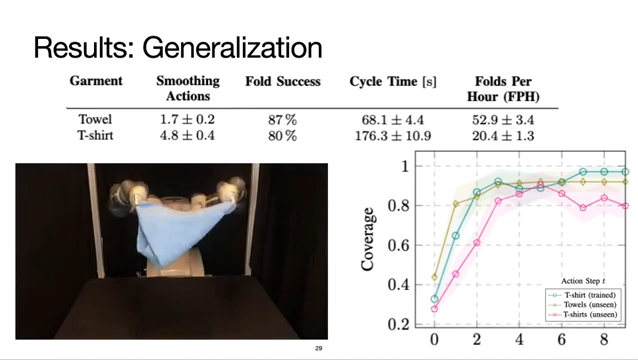 Results: Generalization
Garment Smoothing Actions Fold Success Cycle Time [s] Folds Per Hour (FPH)
Towel 1.7 ± 0.2 87 % 68.1 ± 4.4 52.9 ± 3.4
T-shirt 4.8 ± 0.4 80 % 176.3 ± 10.9 20.4 ± 1.3
Coverage
1
0.8
0.6
0.4
0.2
0 2 4 6 8
Action Step t
T-shirt (trained)
Towels (unseen)
T-shirts (unseen)
29